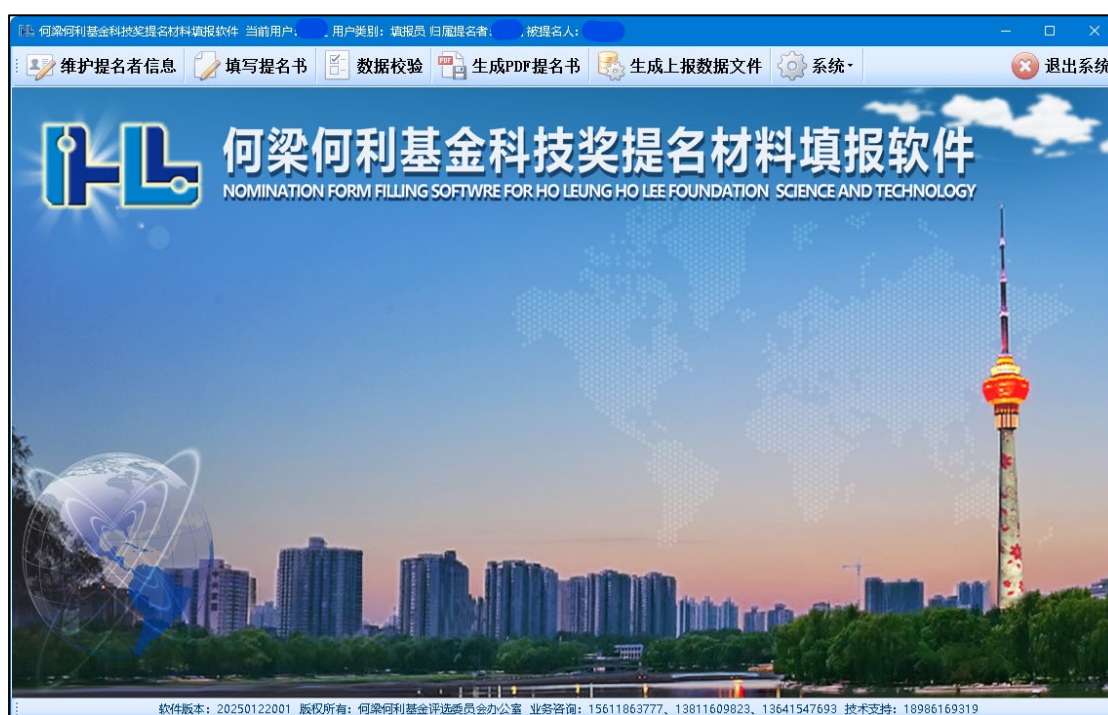 何梁何利基金科技奖提名材料填报软件 当前用户: 用户类别: 填报员 归属提名者: 被提名人:
维护提名者信息 填写提名书 数据校验 生成PDF提名书 生成上报数据文件 系统 退出系统
何梁何利基金科技奖提名材料填报软件
NOMINATION FORM FILLING SOFTWRE FOR HO LEUNG HO LEE FOUNDATION SCIENCE AND TECHNOLOGY
软件版本: 20250122001 版权所有: 何梁何利基金评选委员会办公室 业务咨询: 15611863777、13811609823、13641547693 技术支持: 18986169319